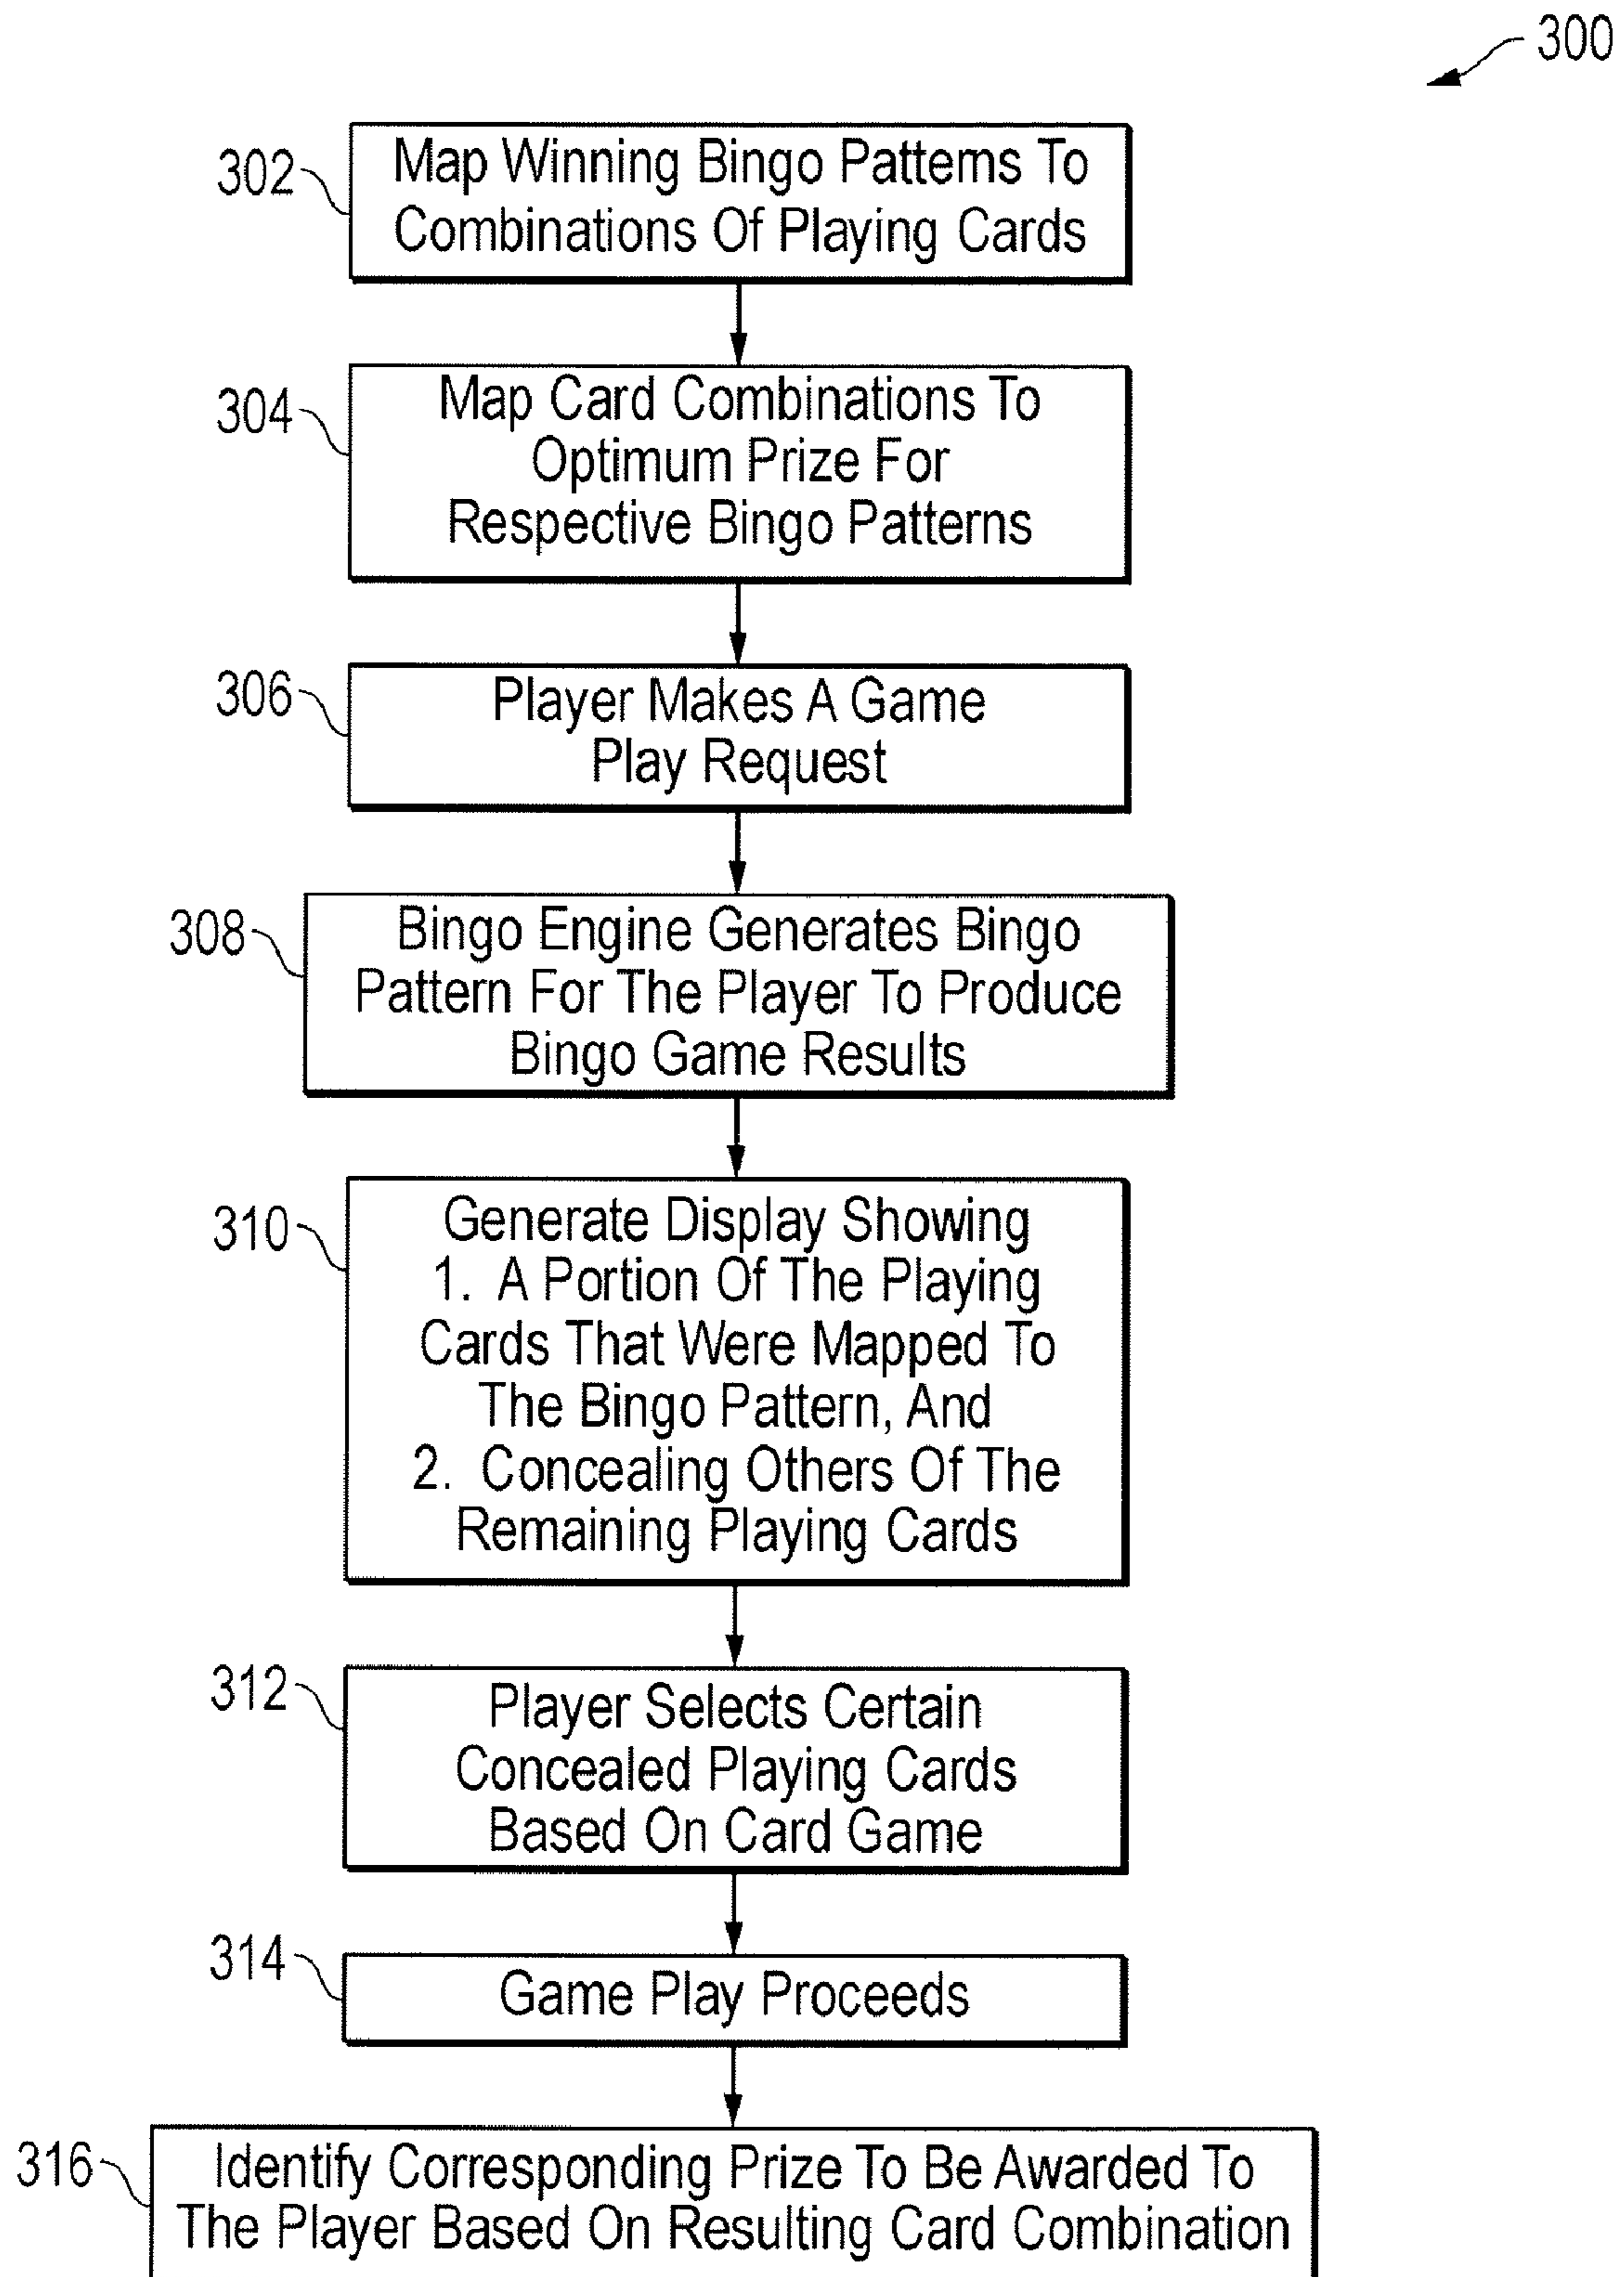 300
302
Map Winning Bingo Patterns To
Combinations Of Playing Cards
304
Map Card Combinations To
Optimum Prize For
Respective Bingo Patterns
306
Player Makes A Game
Play Request
308
Bingo Engine Generates Bingo
Pattern For The Player To Produce
Bingo Game Results
310
Generate Display Showing
1. A Portion Of The Playing
Cards That Were Mapped To
The Bingo Pattern, And
2. Concealing Others Of The
Remaining Playing Cards
312
Player Selects Certain
Concealed Playing Cards
Based On Card Game
314
Game Play Proceeds
316
Identify Corresponding Prize To Be Awarded To
The Player Based On Resulting Card Combination